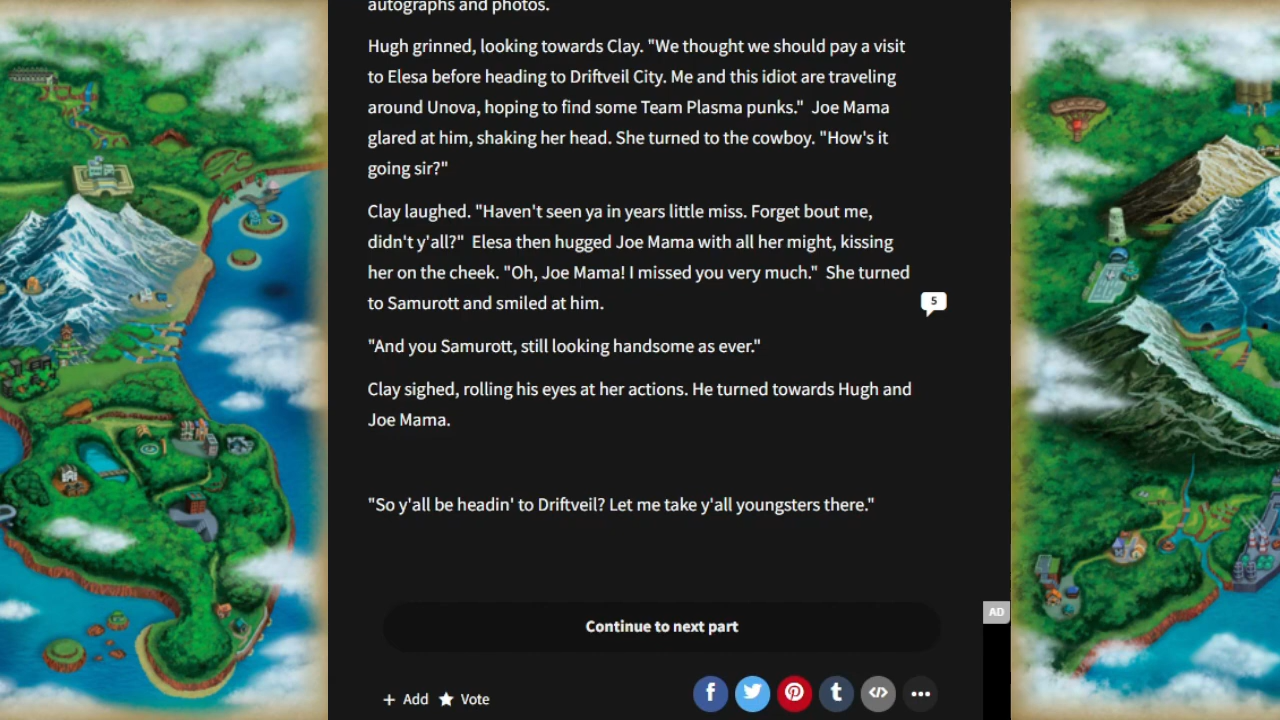 autographs and photos.
Hugh grinned, looking towards Clay. "We thought we should pay a visit
to Elesa before heading to Driftveil City. Me and this idiot are traveling
around Unova, hoping to find some Team Plasma punks."  Joe Mama
glared at him, shaking her head. She turned to the cowboy. "How's it
going sir?"
Clay laughed. "Haven't seen ya in years little miss. Forget bout me,
didn't y'all?"  Elesa then hugged Joe Mama with all her might, kissing
her on the cheek. "Oh, Joe Mama! I missed you very much."  She turned
to Samurott and smiled at him.
5
"And you Samurott, still looking handsome as ever."
Clay sighed, rolling his eyes at her actions. He turned towards Hugh and
Joe Mama.
"So y'all be headin' to Driftveil? Let me take y'all youngsters there."
AD
Continue to next part
+ Add ★ Vote